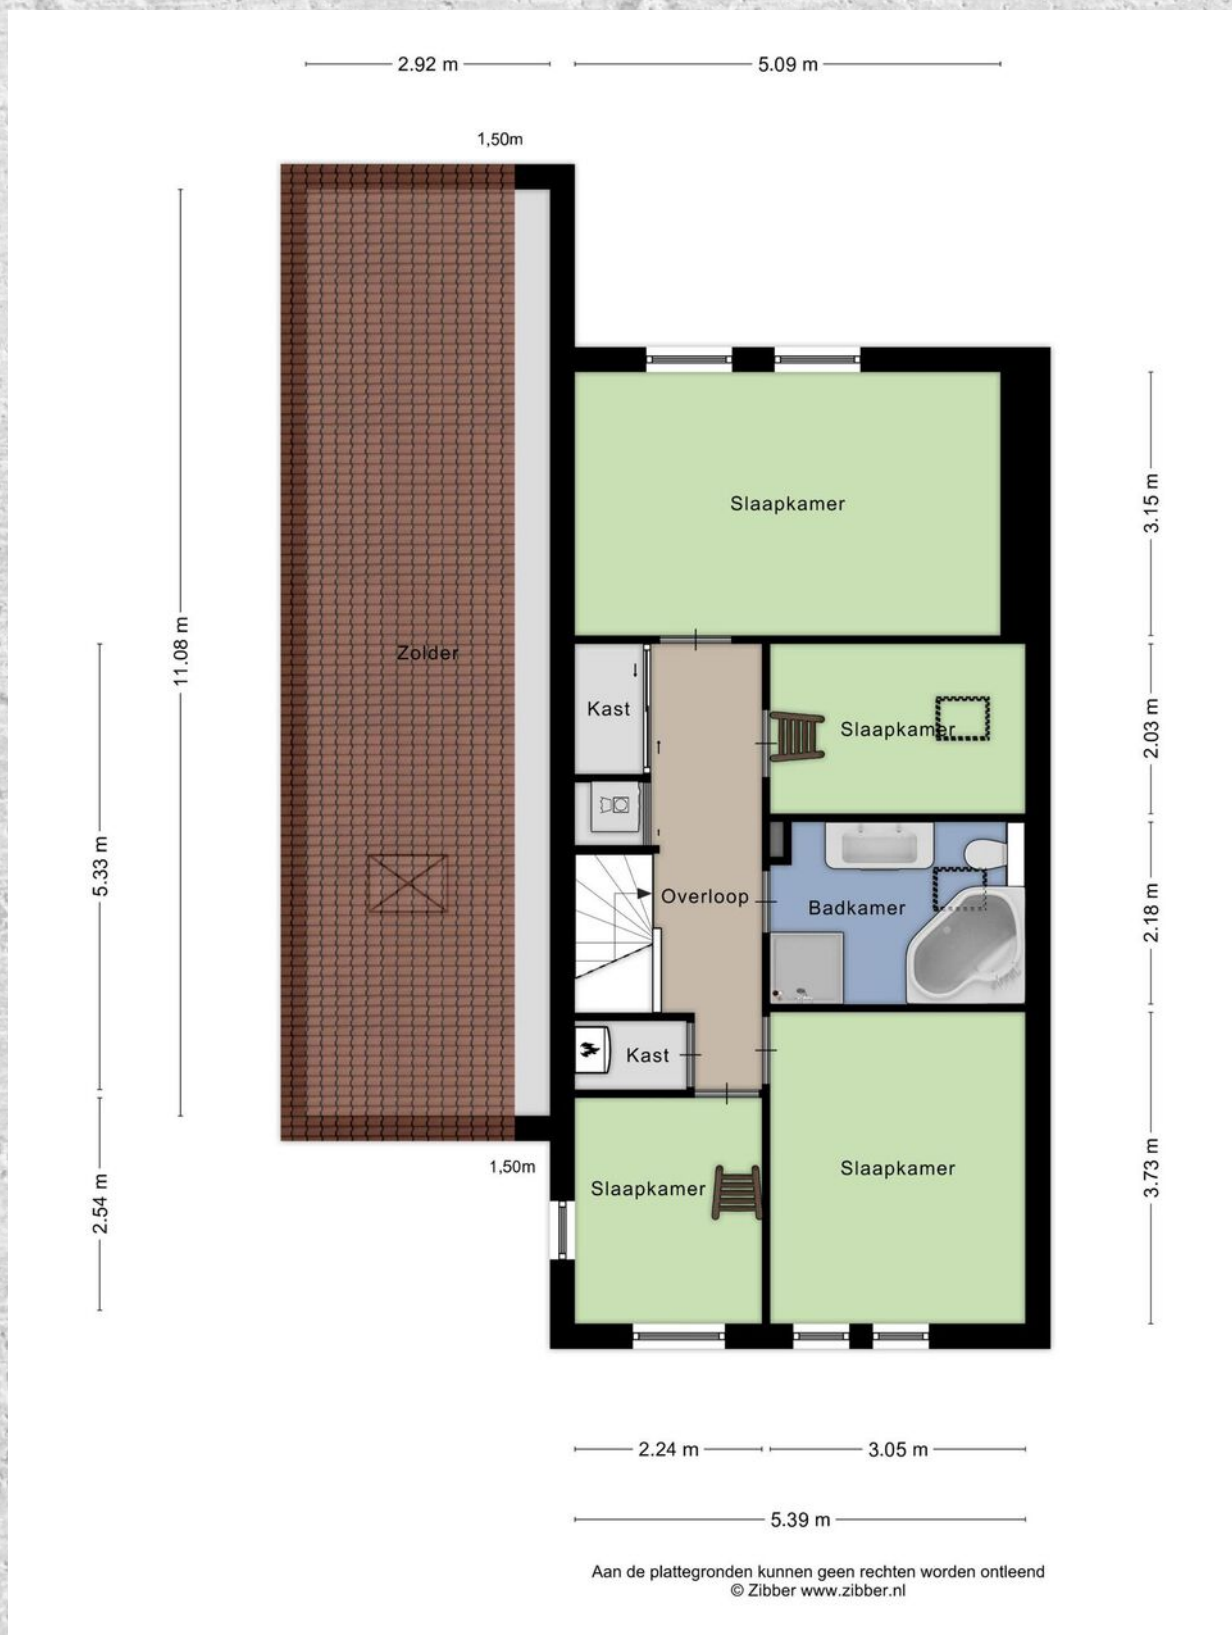 2.92 m
5.09 m
1,50m
11.08 m
3.15 m
Slaapkamer
Zolder
Kast
Slaapkamer
2.03 m
5.33 m
Overloop
Badkamer
2.18 m
Kast
1,50m
Slaapkamer
Slaapkamer
2.54 m
3.73 m
2.24 m
3.05 m
5.39 m
Aan de plattegronden kunnen geen rechten worden ontleend
© Zibber www.zibber.nl